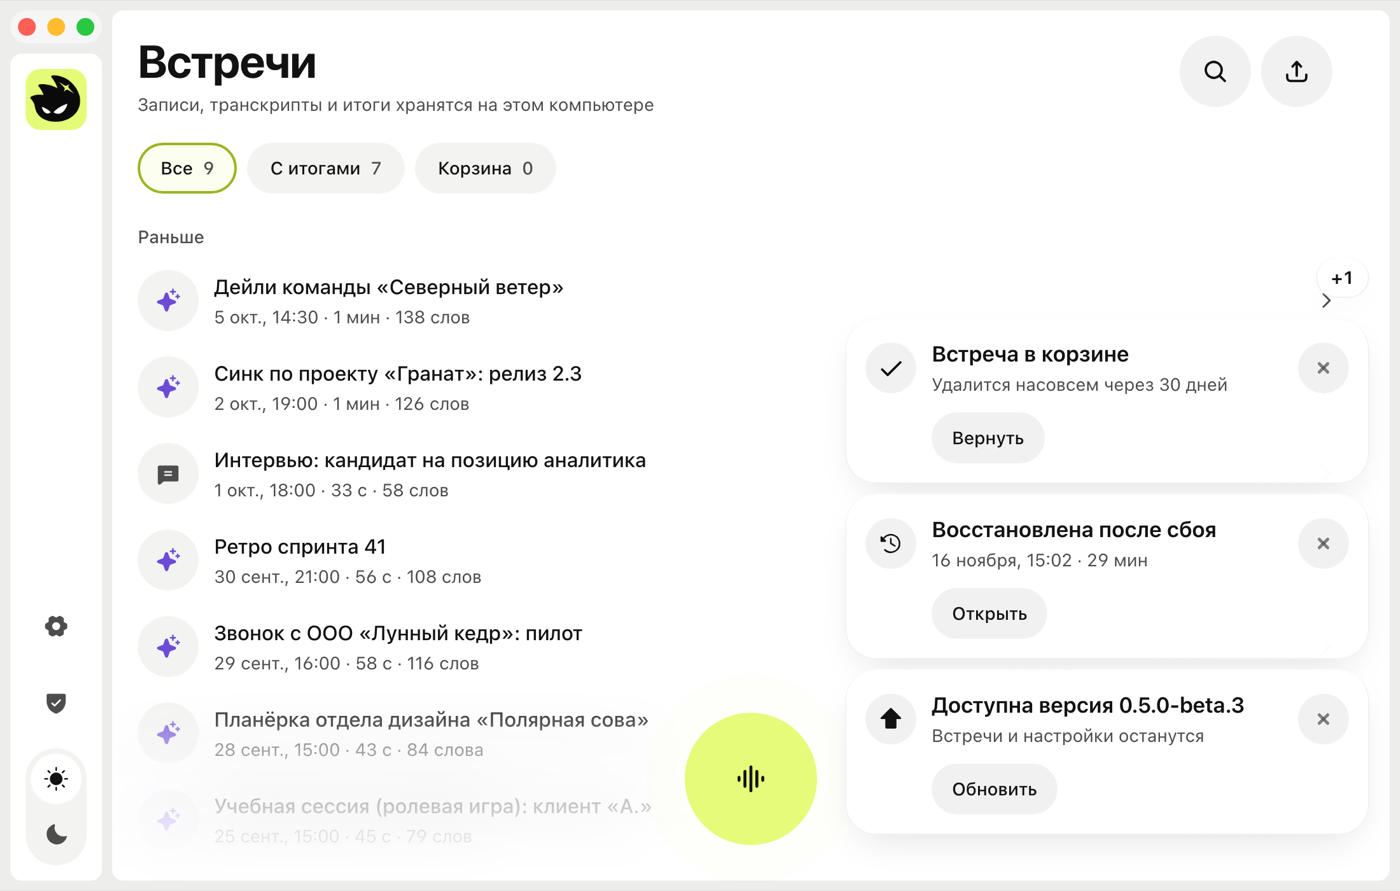 Встречи
Записи, транскрипты и итоги хранятся на этом компьютере
Все 9
С итогами 7
Корзина 0
Раньше
Дейли команды «Северный ветер»
5 окт., 14:30 · 1 мин · 138 слов
Синк по проекту «Гранат»: релиз 2.3
2 окт., 19:00 · 1 мин · 126 слов
Интервью: кандидат на позицию аналитика
1 окт., 18:00 · 33 с · 58 слов
Ретро спринта 41
30 сент., 21:00 · 56 с · 108 слов
Звонок с ООО «Лунный кедр»: пилот
29 сент., 16:00 · 58 с · 116 слов
Планёрка отдела дизайна «Полярная сова»
28 сент., 15:00 · 43 с · 84 слова
Учебная сессия (ролевая игра): клиент «А.»
25 сент., 15:00 · 45 с · 79 слов
+1
Встреча в корзине
Удалится насовсем через 30 дней
Вернуть
Восстановлена после сбоя
16 ноября, 15:02 · 29 мин
Открыть
Доступна версия 0.5.0-beta.3
Встречи и настройки останутся
Обновить